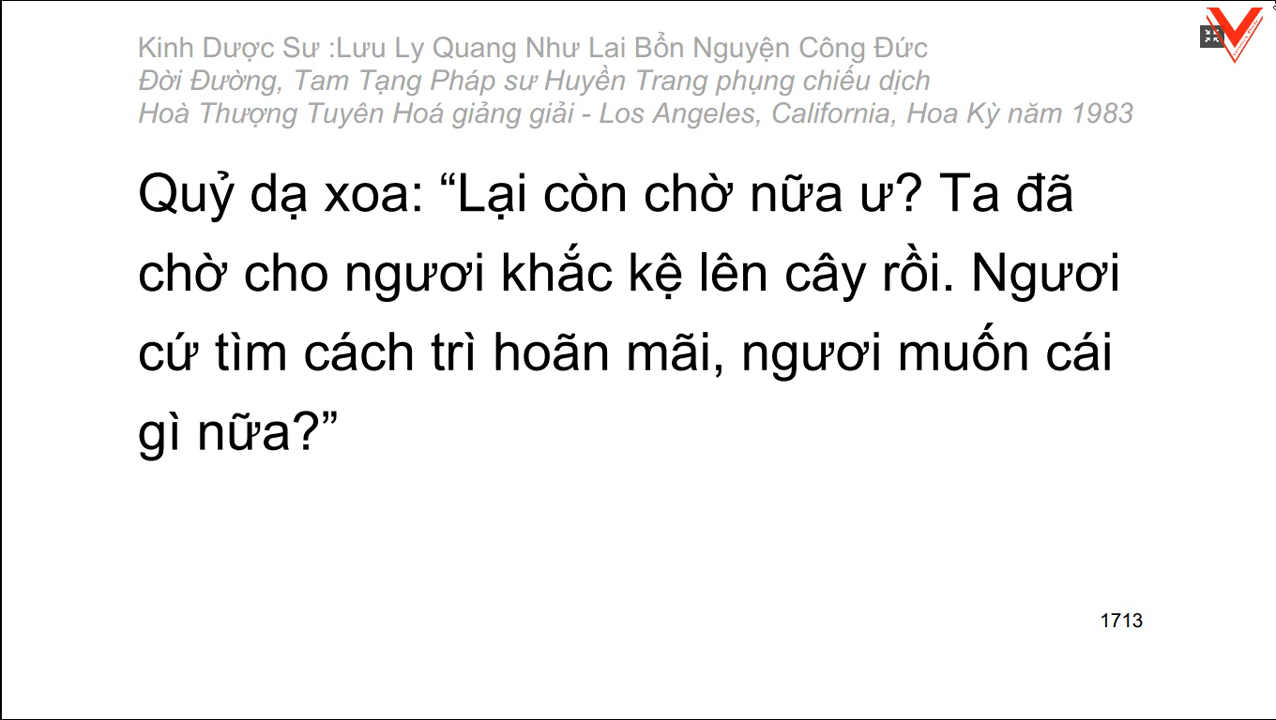 Kinh Dược Sư :Lưu Ly Quang Như Lai Bổn Nguyện Công Đức
Đời Đường, Tam Tạng Pháp sư Huyền Trang phụng chiếu dịch
Hoà Thượng Tuyên Hoá giảng giải - Los Angeles, California, Hoa Kỳ năm 1983
Quỷ dạ xoa: “Lại còn chờ nữa ư? Ta đã
chờ cho ngươi khắc kệ lên cây rồi. Ngươi
cứ tìm cách trì hoãn mãi, ngươi muốn cái
gì nữa?”
1713